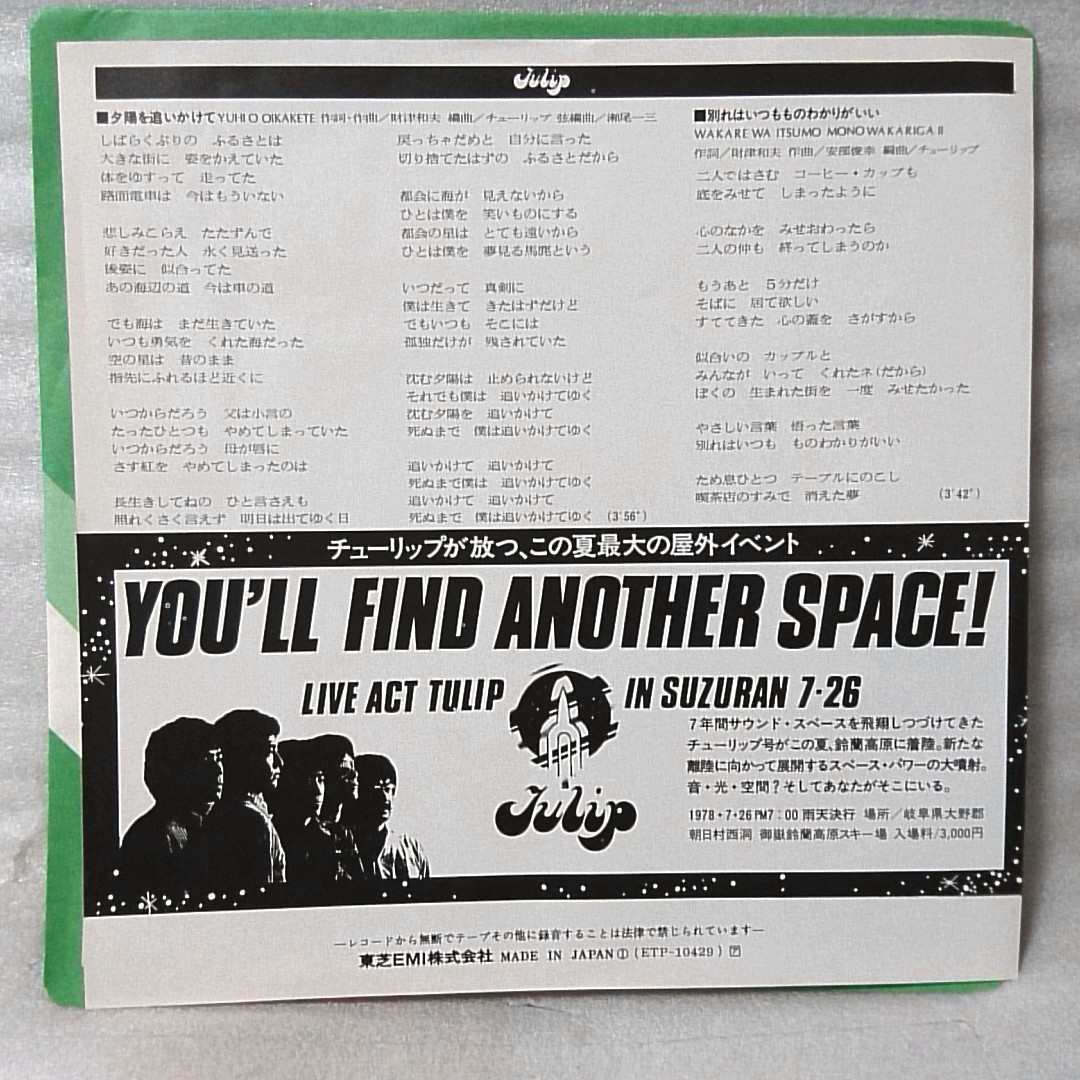 Tulip
■夕陽を追いかけて YUHI O OIKAKETE 作詞・作曲／財津和夫 編曲／チューリップ 弦編曲／瀬尾一三
しばらくぶりの ふるさとは
大きな街に 姿をかえていた
体をゆすって 走ってた
路面電車は 今はもういない
悲しみこらえ たたずんで
好きだった人 永く見送った
後姿に 似合ってた
あの海辺の道 今は車の道
でも海は まだ生きていた
いつも勇気を くれた海だった
空の星は 昔のまま
指先にふれるほど近くに
いつからだろう 父は小言の
たったひとつも やめてしまっていた
いつからだろう 母が唇に
さす紅を やめてしまったのは
長生きしてねの ひと言さえも
照れくさく言えず 明日は出てゆく日
戻っちゃだめと 自分に言った
切り捨てたはずの ふるさとだから
都会に海が 見えないから
ひとは僕を 笑いものにする
都会の星は とても遠いから
ひとは僕を 夢見る馬鹿という
いつだって 真剣に
僕は生きて きたはずだけど
でもいつも そこには
孤独だけが 残されていた
沈む夕陽は 止められないけど
それでも僕は 追いかけてゆく
沈む夕陽を 追いかけて
死ぬまで 僕は追いかけてゆく
追いかけて 追いかけて
死ぬまで僕は 追いかけてゆく
追いかけて 追いかけて
死ぬまで 僕は追いかけてゆく (3'56")
■別れはいつもものわかりがいい
WAKARE WA ITSUMO MONOWAKARIGA II
作詞／財津和夫 作曲／安部俊幸 編曲／チューリップ
二人ではさむ コーヒー・カップも
底をみせて しまったように
心のなかを みせおわったら
二人の仲も 終ってしまうのか
もうあと 5分だけ
そばに 居て欲しい
すててきた 心の蓋を さがすから
似合いの カップルと
みんなが いって くれたネ(だから)
ぼくの 生まれた街を 一度 みせたかった
やさしい言葉 悟った言葉
別れはいつも ものわかりがいい
ため息ひとつ テーブルにのこし
喫茶店のすみで 消えた夢 (3'42")
チューリップが放つ、この夏最大の屋外イベント
YOU'LL FIND ANOTHER SPACE!
LIVE ACT TULIP IN SUZURAN 7・26
Tulip
7年間サウンド・スペースを飛翔しつづけてきた
チューリップ号がこの夏、鈴蘭高原に着陸。新たな
離陸に向かって展開するスペース・パワーの大噴射。
音・光・空間？そしてあなたがそこにいる。
1978・7・26 PM7:00 雨天決行 場所／岐阜県大野郡
朝日村西洞 御嶽鈴蘭高原スキー場 入場料／3,000円
―レコードから無断でテープその他に録音することは法律で禁じられています―
東芝EMI株式会社 MADE IN JAPAN① (ETP-10429) 🄿